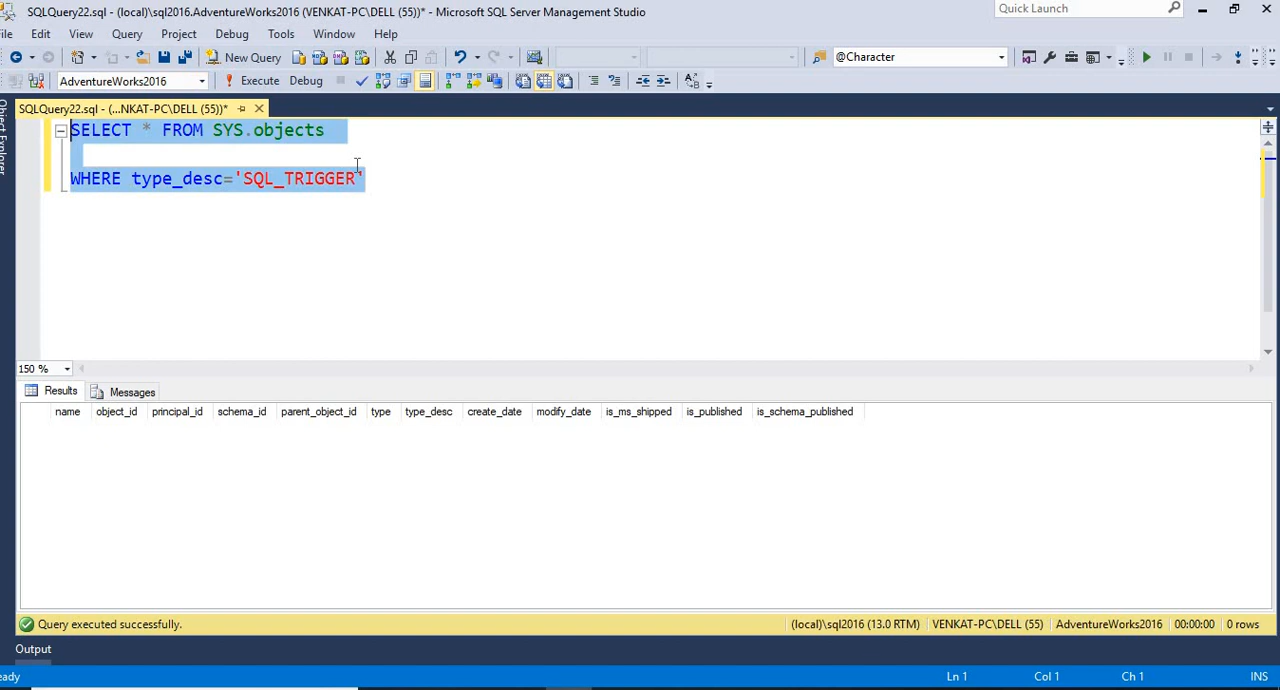 SQLQuery22.sql - (local)\sql2016.AdventureWorks2016 (VENKAT-PC\DELL (55))* - Microsoft SQL Server Management Studio
Quick Launch
ile Edit View Query Project Debug Tools Window Help
New Query
@Character
AdventureWorks2016
Execute Debug
SQLQuery22.sql - (...NKAT-PC\DELL (55))*
Object Explorer
SELECT * FROM SYS.objects
WHERE type_desc='SQL_TRIGGER'
150 %
Results Messages
name object_id principal_id schema_id parent_object_id type type_desc create_date modify_date is_ms_shipped is_published is_schema_published
Query executed successfully.
(local)\sql2016 (13.0 RTM) VENKAT-PC\DELL (55) AdventureWorks2016 00:00:00 0 rows
Output
eady Ln 1 Col 1 Ch 1 INS